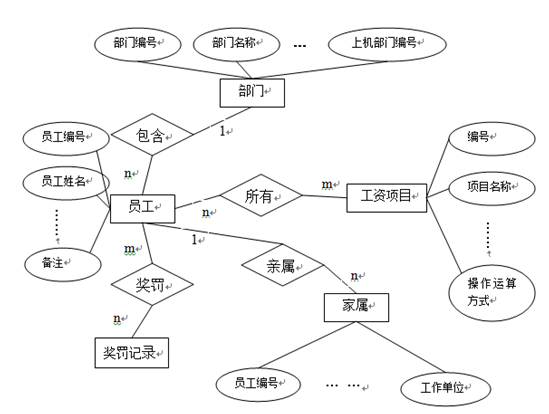 部门编号 部门名称 … 上机部门编号
部门
员工编号 包含 1 编号
n
员工姓名 所有 m 工资项目 项目名称
员工 n
…… 1 ……
备注 m 亲属 n 操作运算
奖罚 方式
n 家属
奖罚记录
员工编号 … … 工作单位